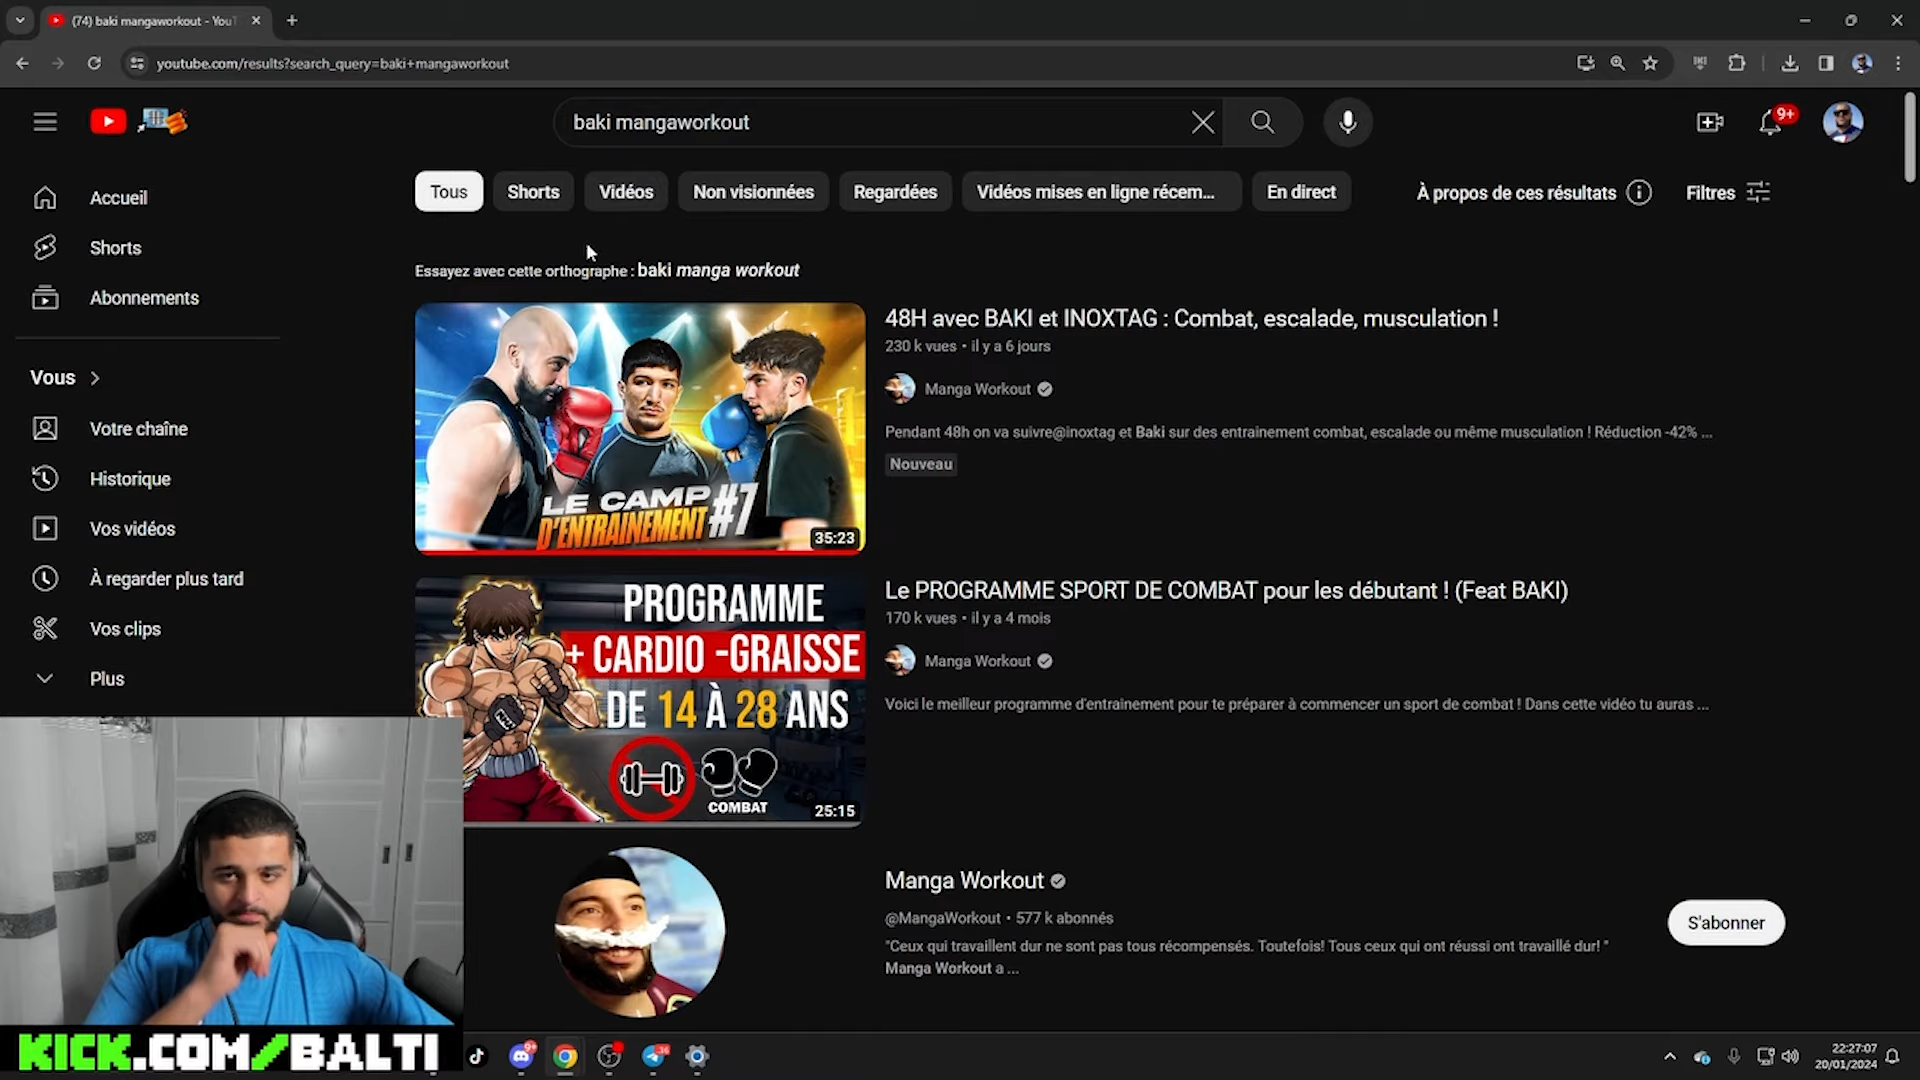 (74) baki mangaworkout - YouT
youtube.com/results?search_query=baki+mangaworkout
baki mangaworkout
9+
Tous
Shorts
Vidéos
Non visionnées
Regardées
Vidéos mises en ligne récem...
En direct
À propos de ces résultats
Filtres
Accueil
Shorts
Abonnements
Vous
Votre chaîne
Historique
Vos vidéos
À regarder plus tard
Vos clips
Plus
Essayez avec cette orthographe : baki manga workout
LE CAMP
D'ENTRAINEMENT #7
35:23
48H avec BAKI et INOXTAG : Combat, escalade, musculation !
230 k vues • il y a 6 jours
Manga Workout
Pendant 48h on va suivre@inoxtag et Baki sur des entrainement combat, escalade ou même musculation ! Réduction -42% ...
Nouveau
PROGRAMME
+ CARDIO -GRAISSE
DE 14 À 28 ANS
COMBAT
25:15
Le PROGRAMME SPORT DE COMBAT pour les débutant ! (Feat BAKI)
170 k vues • il y a 4 mois
Manga Workout
Voici le meilleur programme d'entrainement pour te préparer à commencer un sport de combat ! Dans cette vidéo tu auras ...
Manga Workout
@MangaWorkout • 577 k abonnés
"Ceux qui travaillent dur ne sont pas tous récompensés. Toutefois! Tous ceux qui ont réussi ont travaillé dur! "
Manga Workout a ...
S'abonner
KICK.COM/BALTI
9+
36
22:27:07
20/01/2024